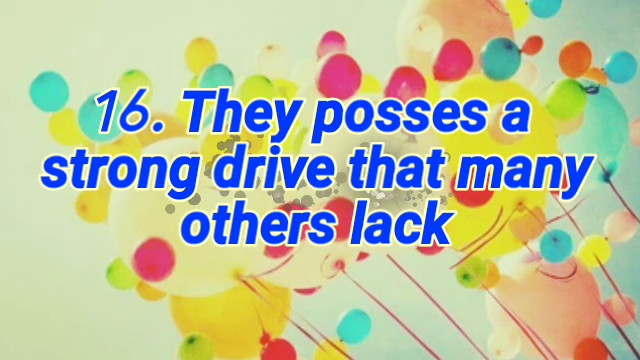 16. They posses a
strong drive that many
others lack